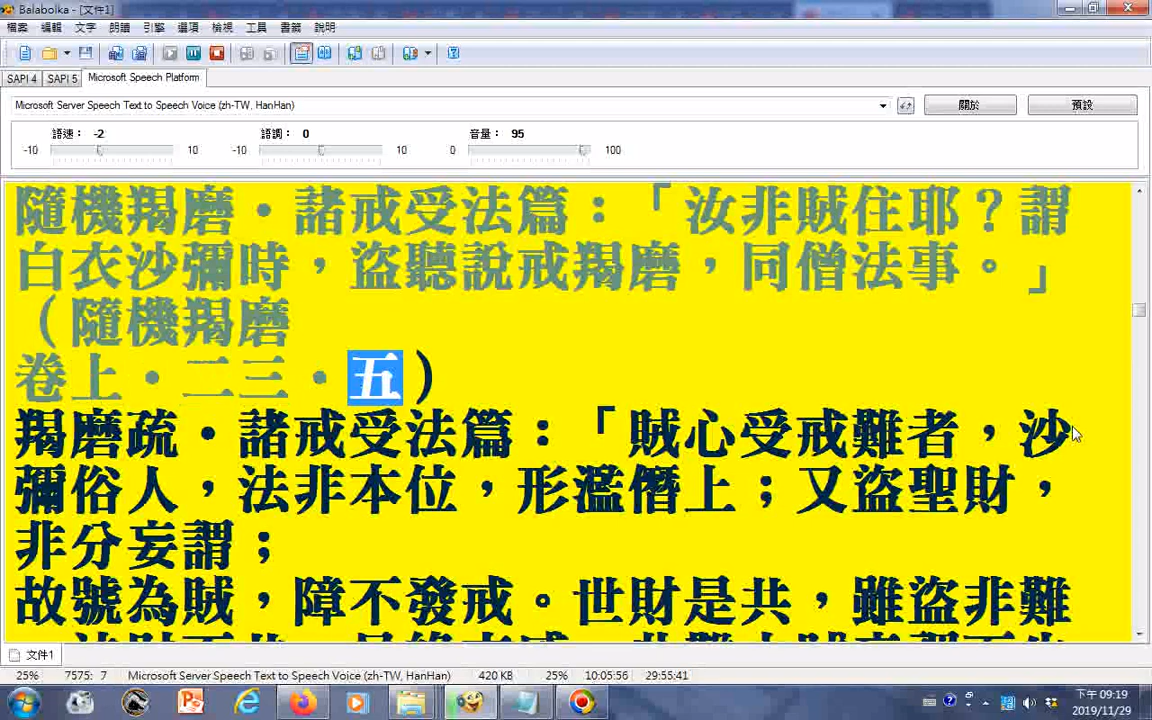 Balabolka - [文件1]
檔案 編輯 文字 朗讀 引擎 選項 檢視 工具 書籤 說明
SAPI 4 SAPI 5 Microsoft Speech Platform
Microsoft Server Speech Text to Speech Voice (zh-TW, HanHan) 關於 預設
語速： -2 語調： 0 音量： 95
-10 10 -10 10 0 100
隨機羯磨．諸戒受法篇：「汝非賊住耶？謂
白衣沙彌時，盜聽說戒羯磨，同僧法事。」
（隨機羯磨
卷上．二三．五）
羯磨疏．諸戒受法篇：「賊心受戒難者，沙
彌俗人，法非本位，形濫僭上；又盜聖財，
非分妄謂；
故號為賊，障不發戒。世財是共，雖盜非難
文件1
25% 7575: 7 Microsoft Server Speech Text to Speech Voice (zh-TW, HanHan) 420 KB 25% 10:05:56 29:55:41
下午 09:19
2019/11/29